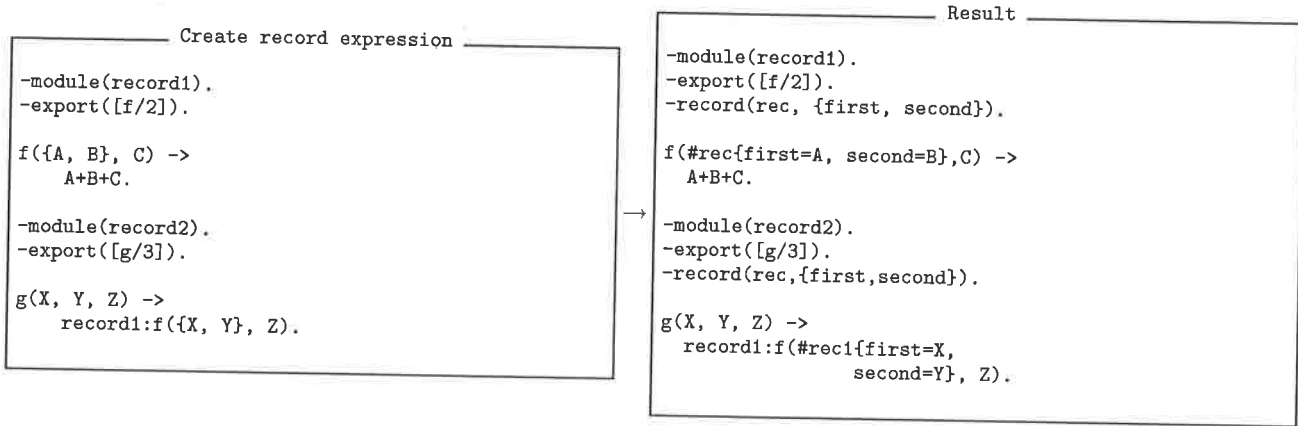 Create record expression
-module(record1).
-export([f/2]).
f({A, B}, C) ->
A+B+C.
-module(record2).
-export([g/3]).
g(X, Y, Z) ->
record1:f({X, Y}, Z).
→
Result
-module(record1).
-export([f/2]).
-record(rec, {first, second}).
f(#rec{first=A, second=B},C) ->
A+B+C.
-module(record2).
-export([g/3]).
-record(rec,{first,second}).
g(X, Y, Z) ->
record1:f(#rec1{first=X,
second=Y}, Z).